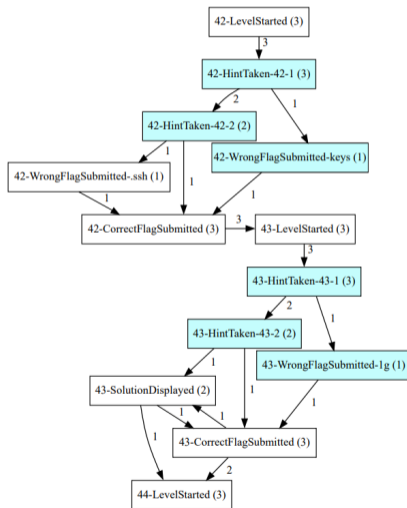 42-LevelStarted (3)
3
42-HintTaken-42-1 (3)
2
1
42-HintTaken-42-2 (2)
1
42-WrongFlagSubmitted-keys (1)
42-WrongFlagSubmitted-.ssh (1)
1
1
1
42-CorrectFlagSubmitted (3)
3
43-LevelStarted (3)
3
43-HintTaken-43-1 (3)
2
1
43-HintTaken-43-2 (2)
1
43-WrongFlagSubmitted-1g (1)
43-SolutionDisplayed (2)
1
1
1
1
1
43-CorrectFlagSubmitted (3)
2
44-LevelStarted (3)